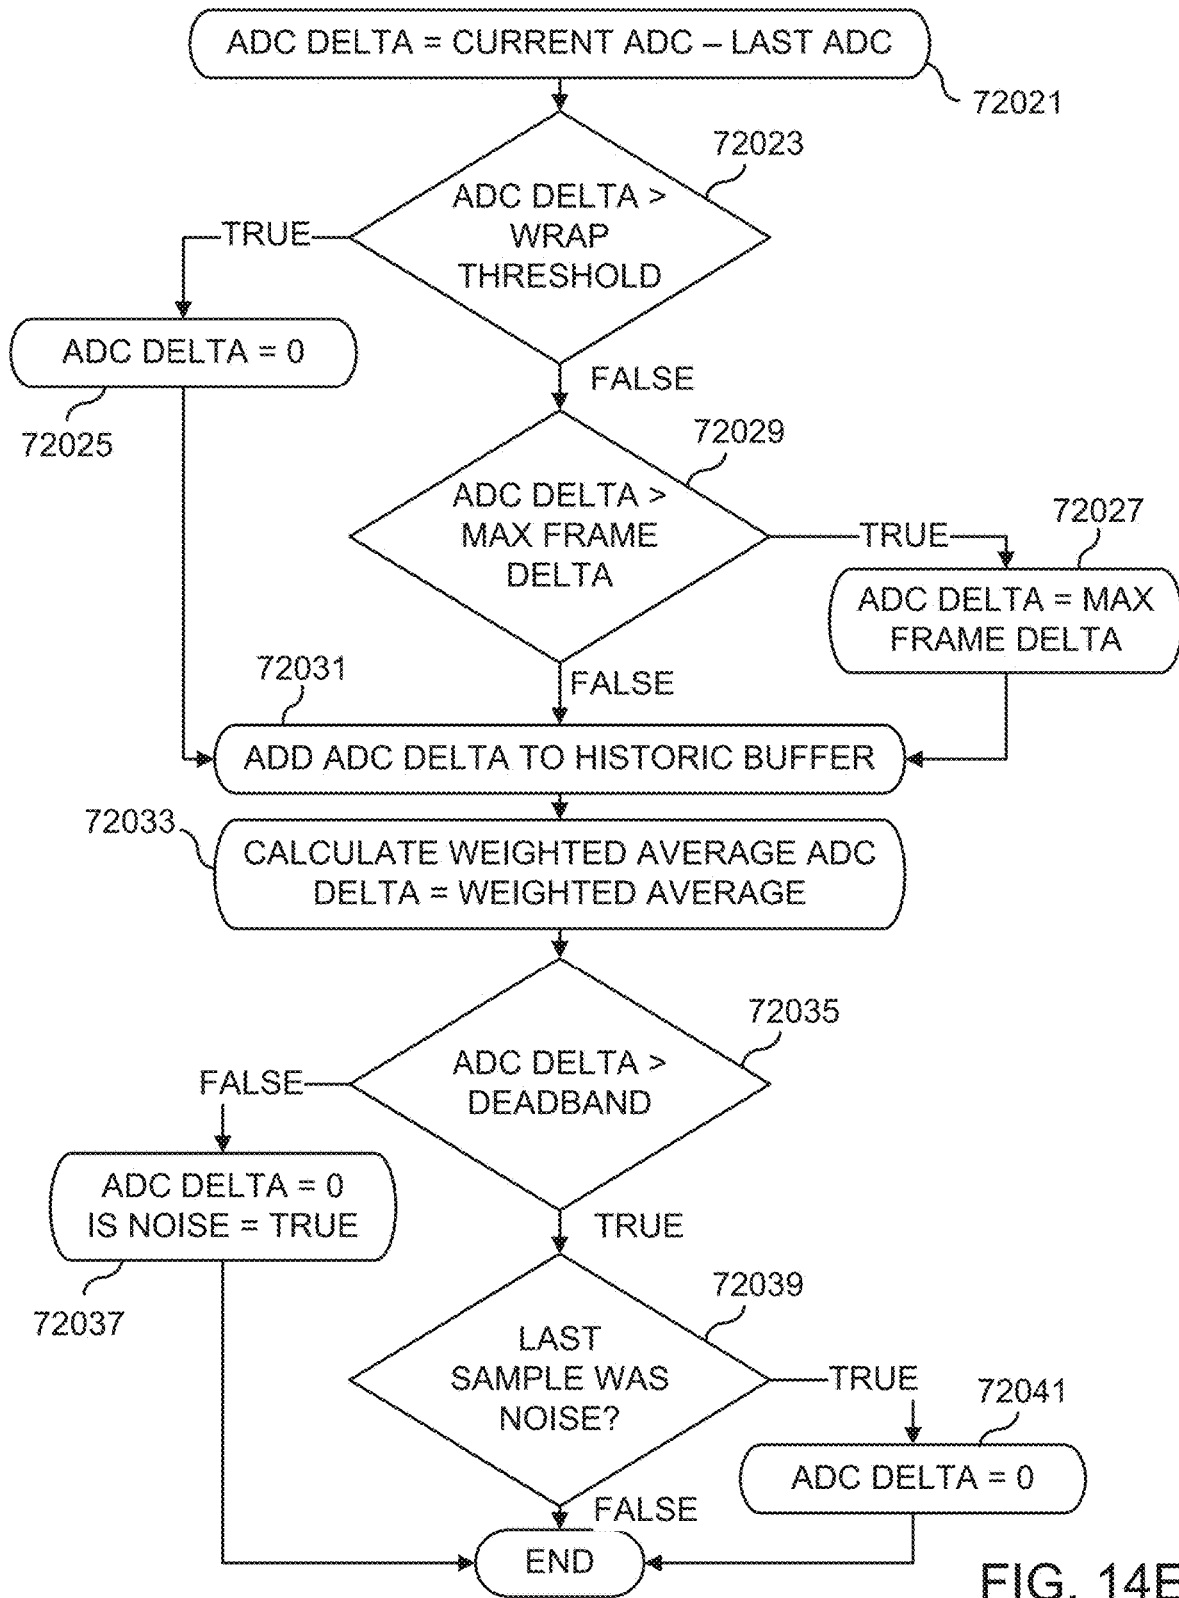 ADC DELTA = CURRENT ADC – LAST ADC
72021
72023
ADC DELTA >
WRAP
THRESHOLD
TRUE
ADC DELTA = 0
72025
FALSE
72029
ADC DELTA >
MAX FRAME
DELTA
TRUE
72027
ADC DELTA = MAX
FRAME DELTA
72031
FALSE
ADD ADC DELTA TO HISTORIC BUFFER
72033
CALCULATE WEIGHTED AVERAGE ADC
DELTA = WEIGHTED AVERAGE
72035
ADC DELTA >
DEADBAND
FALSE
ADC DELTA = 0
IS NOISE = TRUE
72037
TRUE
72039
LAST
SAMPLE WAS
NOISE?
TRUE
72041
ADC DELTA = 0
FALSE
END
FIG. 14E